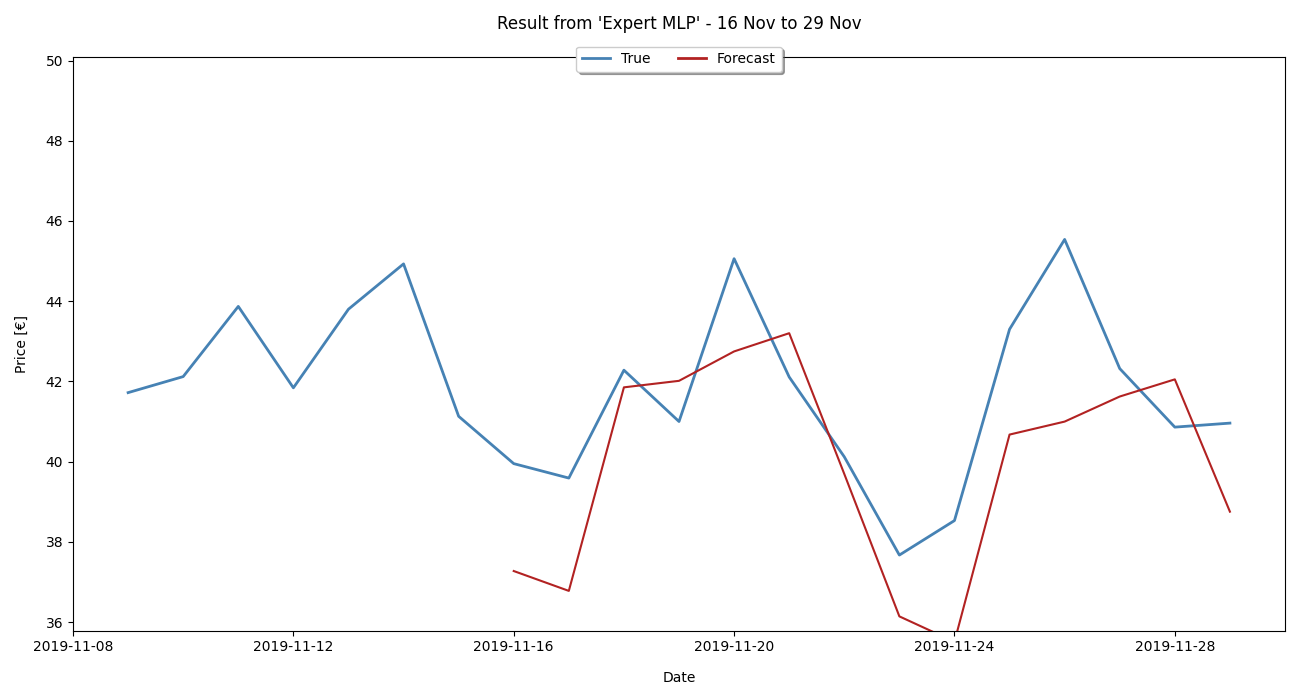 Result from 'Expert MLP' - 16 Nov to 29 Nov
True Forecast
50
48
46
44
42
40
38
36
Price [€]
2019-11-08 2019-11-12 2019-11-16 2019-11-20 2019-11-24 2019-11-28
Date